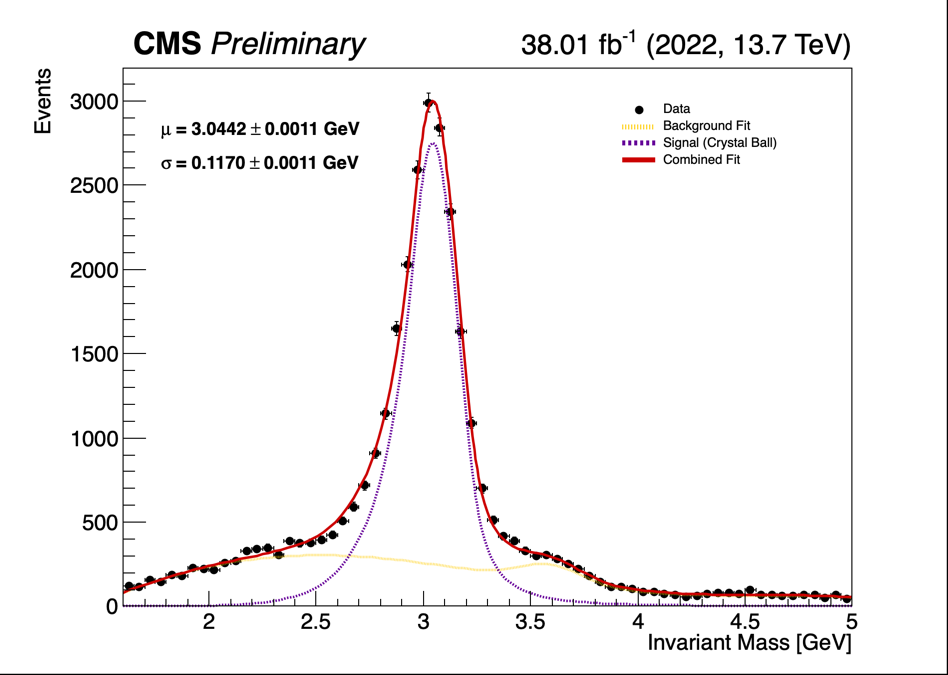 CMS Preliminary
38.01 fb⁻¹ (2022, 13.7 TeV)
Events
3000
2500
2000
1500
1000
500
0
μ = 3.0442 ± 0.0011 GeV
σ = 0.1170 ± 0.0011 GeV
Data
Background Fit
Signal (Crystal Ball)
Combined Fit
2 2.5 3 3.5 4 4.5 5
Invariant Mass [GeV]